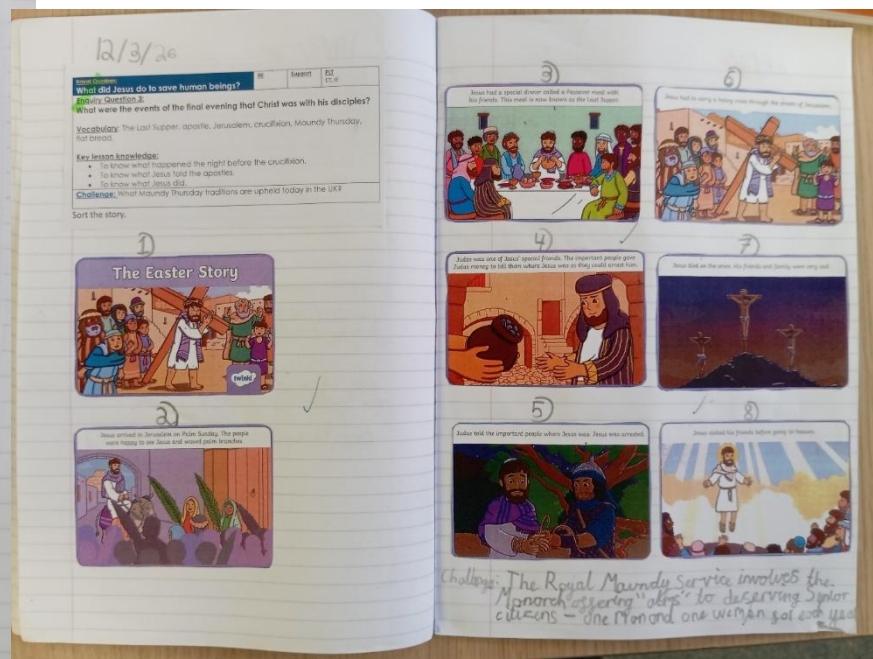 12/3/26
Enquiry Question 3:
What did Jesus do to save human beings?
RE
Support
PLT
What were the events of the final evening that Christ was with his disciples?
Vocabulary: The Last Supper, apostle, Jerusalem, crucifixion, Maundy Thursday,
flat bread.
Key lesson knowledge:
• To know what happened the night before the crucifixion.
• To know what Jesus told the apostles.
• To know what Jesus did.
Challenge: What Maundy Thursday traditions are upheld today in the UK?
Sort the story.
1)
The Easter Story
twinkl
2)
Jesus arrived in Jerusalem on Palm Sunday. The people
were happy to see Jesus and waved palm branches
3)
Jesus had a special dinner called a Passover meal with
his friends. This meal is now known as the Last Supper.
4)
Judas was one of Jesus' special friends. The important people gave
Judas money to tell them where Jesus was so they could arrest him.
5)
Judas told the important people where Jesus was. Jesus was arrested.
6)
Jesus had to carry a heavy cross through the streets of Jerusalem.
7)
Jesus died on the cross. His friends and family were very sad.
8)
Jesus visited his friends before going to heaven.
Challenge: The Royal Maundy Service involves the
Monarch offering "alms" to deserving Senior
citizens – one man and one woman for each year